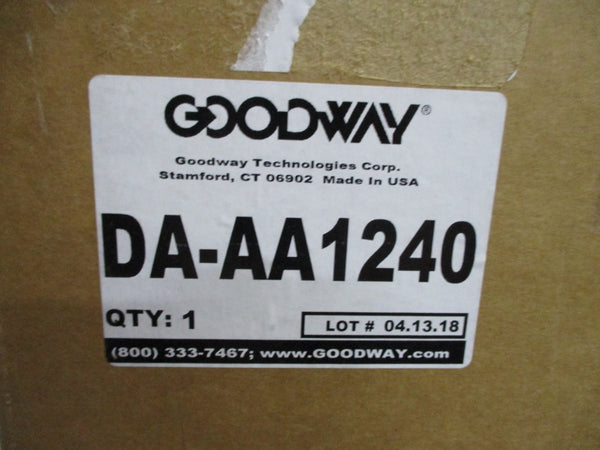 GOODWAY®
Goodway Technologies Corp.
Stamford, CT 06902 Made In USA
DA-AA1240
QTY: 1
LOT # 04.13.18
(800) 333-7467; www.GOODWAY.com